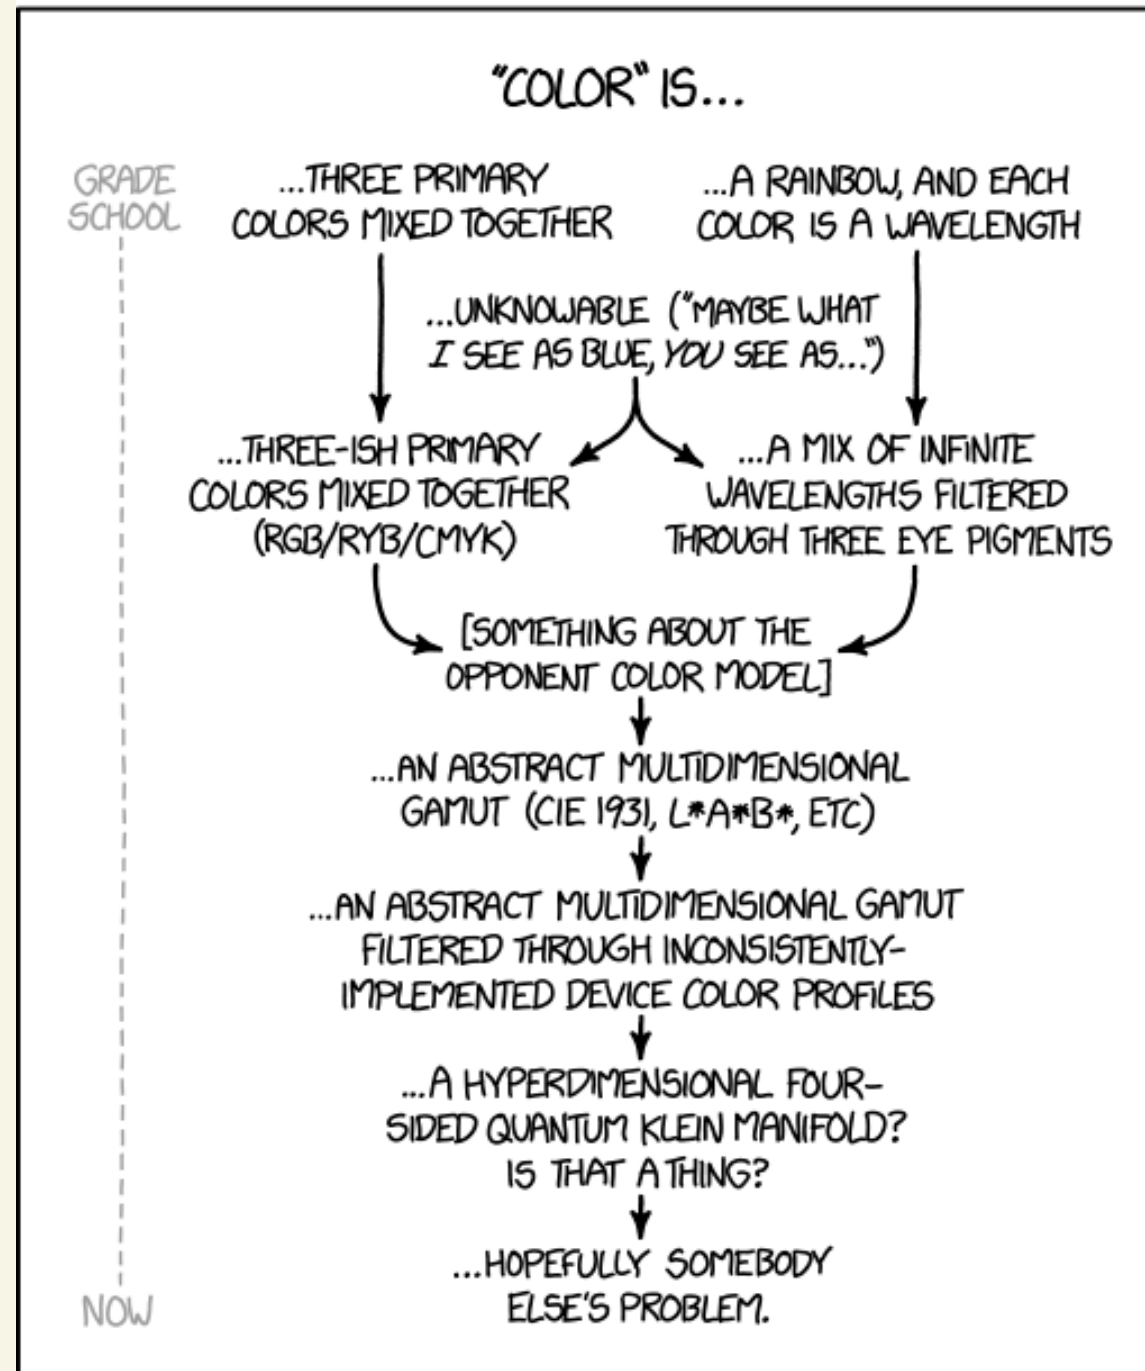 "COLOR" IS...
GRADE
SCHOOL
...THREE PRIMARY
COLORS MIXED TOGETHER
...A RAINBOW, AND EACH
COLOR IS A WAVELENGTH
...UNKNOWABLE ("MAYBE WHAT
I SEE AS BLUE, YOU SEE AS...")
...THREE-ISH PRIMARY
COLORS MIXED TOGETHER
(RGB/RYB/CMYK)
...A MIX OF INFINITE
WAVELENGTHS FILTERED
THROUGH THREE EYE PIGMENTS
[SOMETHING ABOUT THE
OPPONENT COLOR MODEL]
...AN ABSTRACT MULTIDIMENSIONAL
GAMUT (CIE 1931, L*A*B*, ETC)
...AN ABSTRACT MULTIDIMENSIONAL GAMUT
FILTERED THROUGH INCONSISTENTLY-
IMPLEMENTED DEVICE COLOR PROFILES
...A HYPERDIMENSIONAL FOUR-
SIDED QUANTUM KLEIN MANIFOLD?
IS THAT A THING?
...HOPEFULLY SOMEBODY
ELSE'S PROBLEM.
NOW